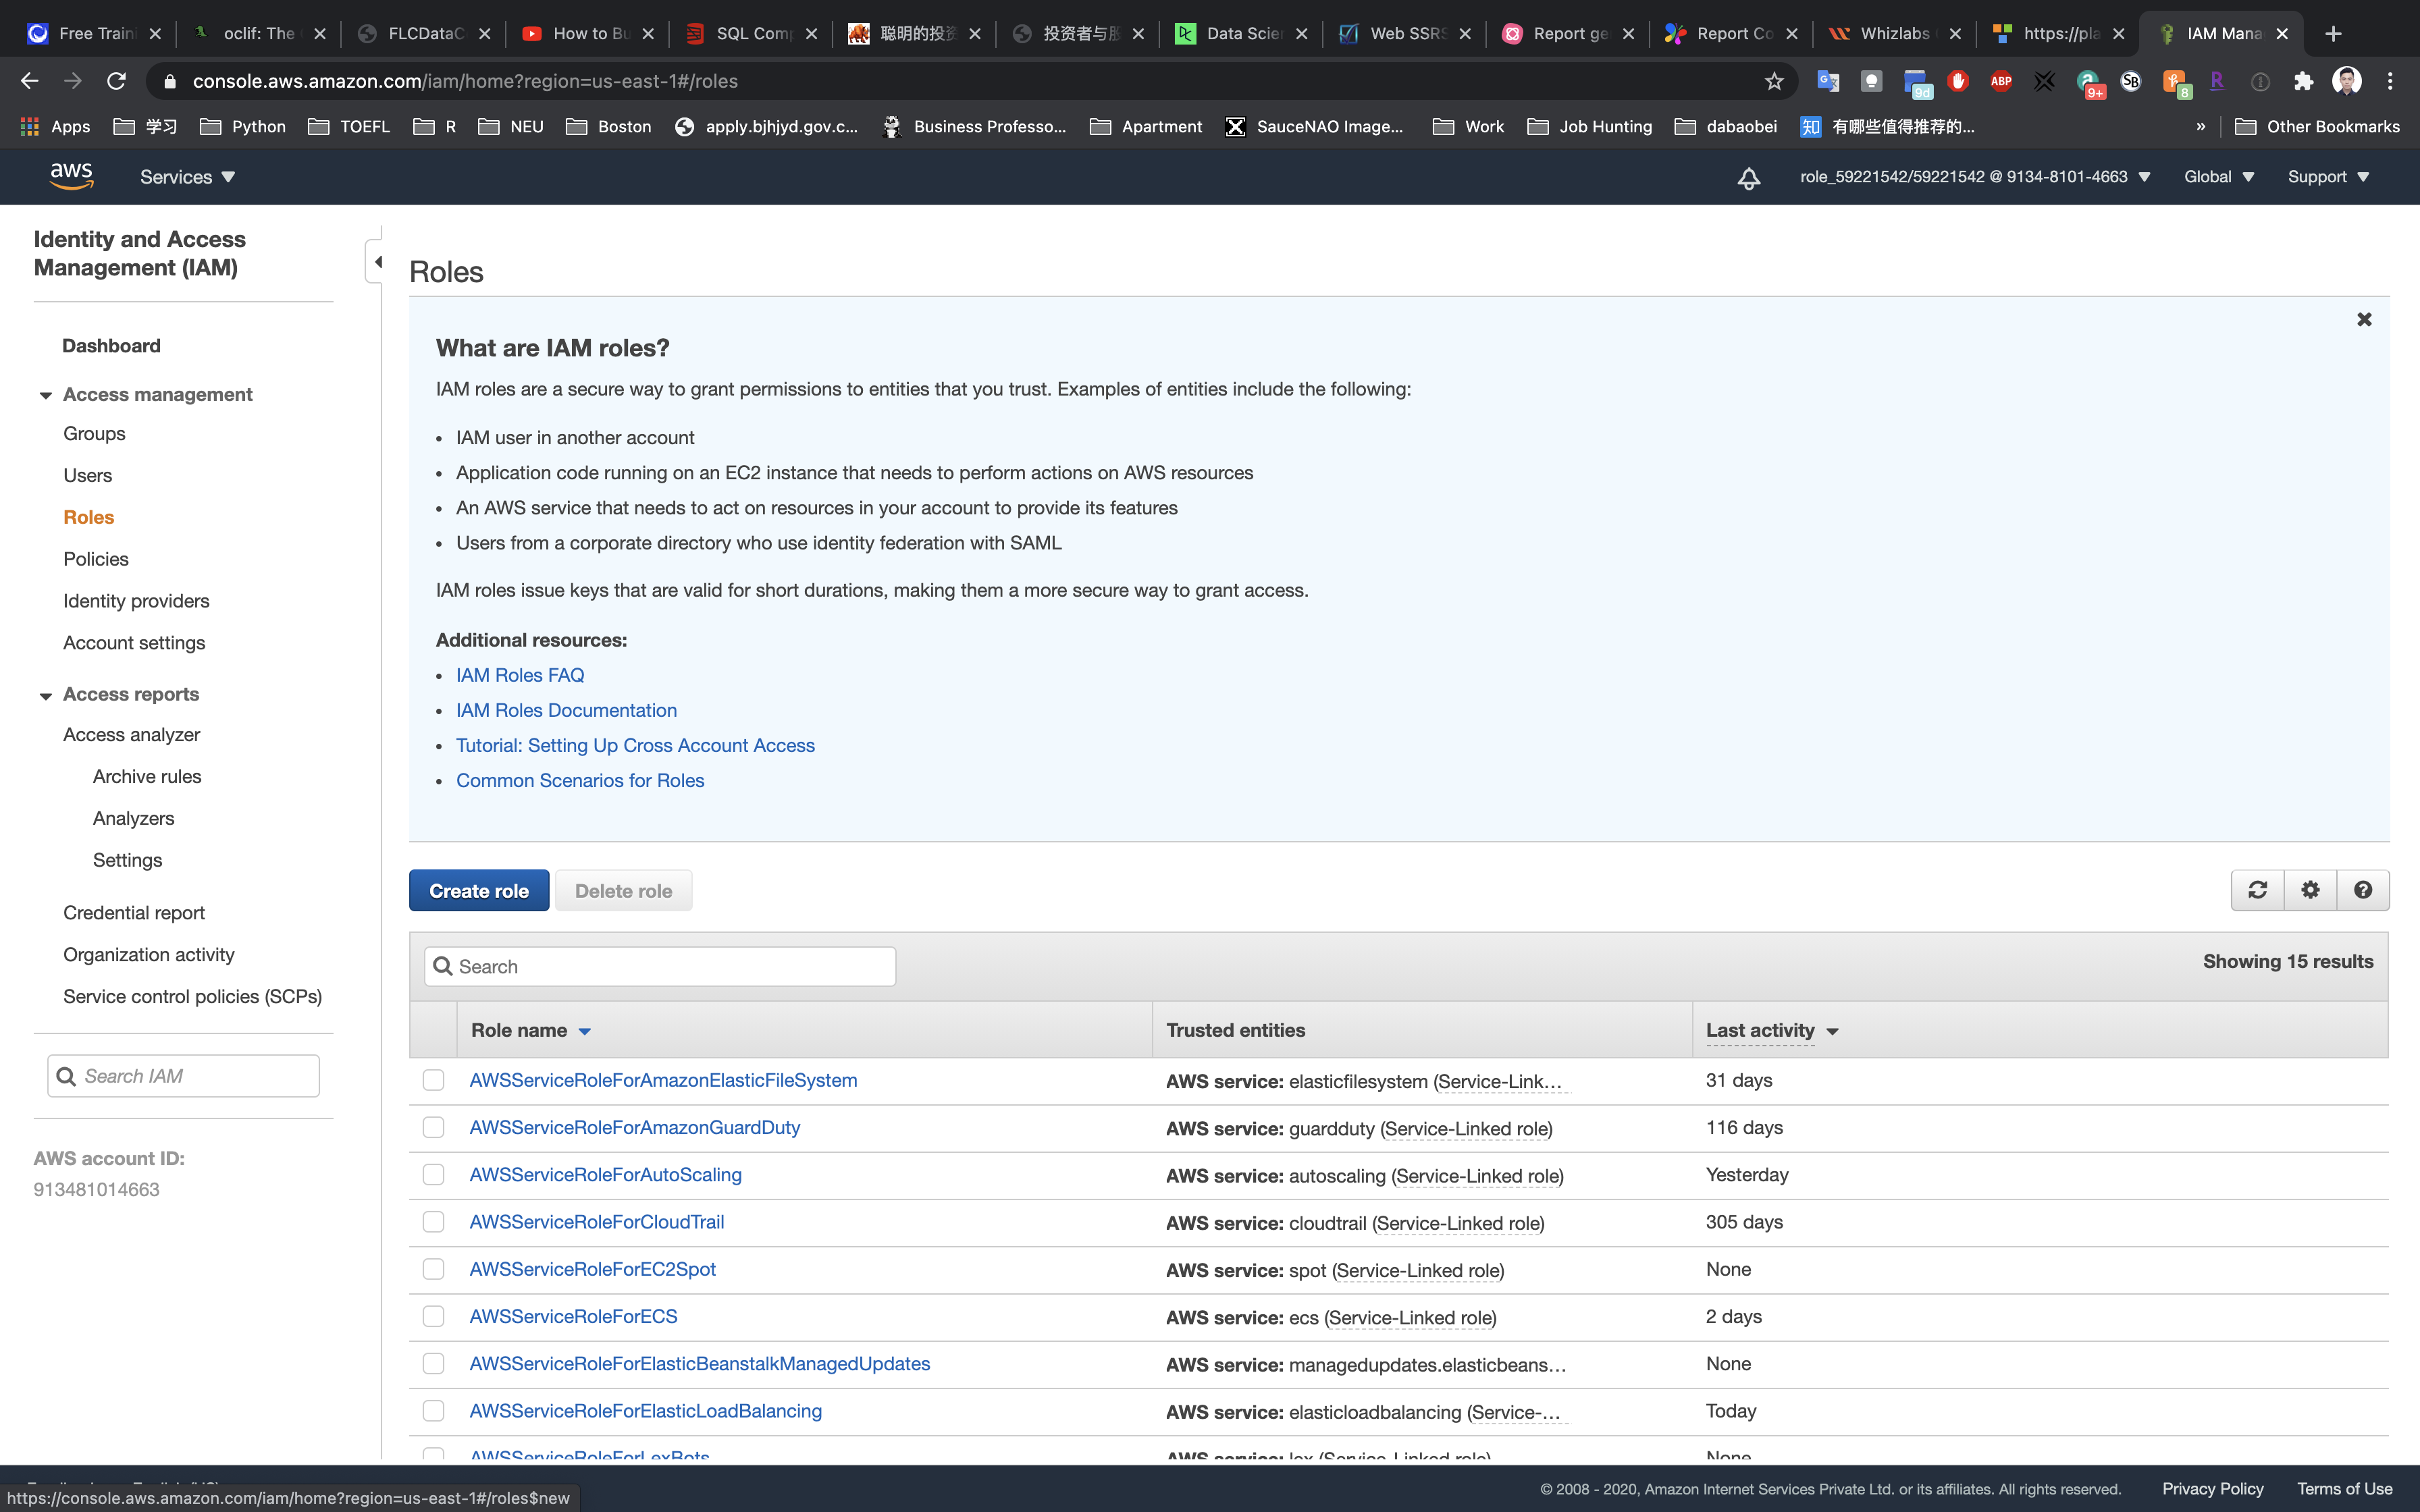 Free Traini
oclif: The
FLCDataC
How to Bu
SQL Comp
聪明的投资
投资者与股
Data Scien
Web SSRS
Report ge
Report Co
Whizlabs
https://pla
IAM Mana
console.aws.amazon.com/iam/home?region=us-east-1#/roles
9d
ABP
9+
SB
8
R
Apps
学习
Python
TOEFL
R
NEU
Boston
apply.bjhjyd.gov.c...
Business Professo...
Apartment
SauceNAO Image...
Work
Job Hunting
dabaobei
知
有哪些值得推荐的...
»
Other Bookmarks
aws
Services
role_59221542/59221542 @ 9134-8101-4663
Global
Support
Identity and Access
Management (IAM)
Dashboard
Access management
Groups
Users
Roles
Policies
Identity providers
Account settings
Access reports
Access analyzer
Archive rules
Analyzers
Settings
Credential report
Organization activity
Service control policies (SCPs)
Search IAM
AWS account ID:
913481014663
Roles
What are IAM roles?
IAM roles are a secure way to grant permissions to entities that you trust. Examples of entities include the following:
• IAM user in another account
• Application code running on an EC2 instance that needs to perform actions on AWS resources
• An AWS service that needs to act on resources in your account to provide its features
• Users from a corporate directory who use identity federation with SAML
IAM roles issue keys that are valid for short durations, making them a more secure way to grant access.
Additional resources:
• IAM Roles FAQ
• IAM Roles Documentation
• Tutorial: Setting Up Cross Account Access
• Common Scenarios for Roles
Create role
Delete role
Search
Showing 15 results
Role name
Trusted entities
Last activity
AWSServiceRoleForAmazonElasticFileSystem
AWS service: elasticfilesystem (Service-Link…
31 days
AWSServiceRoleForAmazonGuardDuty
AWS service: guardduty (Service-Linked role)
116 days
AWSServiceRoleForAutoScaling
AWS service: autoscaling (Service-Linked role)
Yesterday
AWSServiceRoleForCloudTrail
AWS service: cloudtrail (Service-Linked role)
305 days
AWSServiceRoleForEC2Spot
AWS service: spot (Service-Linked role)
None
AWSServiceRoleForECS
AWS service: ecs (Service-Linked role)
2 days
AWSServiceRoleForElasticBeanstalkManagedUpdates
AWS service: managedupdates.elasticbeans…
None
AWSServiceRoleForElasticLoadBalancing
AWS service: elasticloadbalancing (Service-…
Today
AWSServiceRoleForLexBots
AWS service: lex (Service-Linked role)
None
© 2008 - 2020, Amazon Internet Services Private Ltd. or its affiliates. All rights reserved.
Privacy Policy
Terms of Use
https://console.aws.amazon.com/iam/home?region=us-east-1#/roles$new